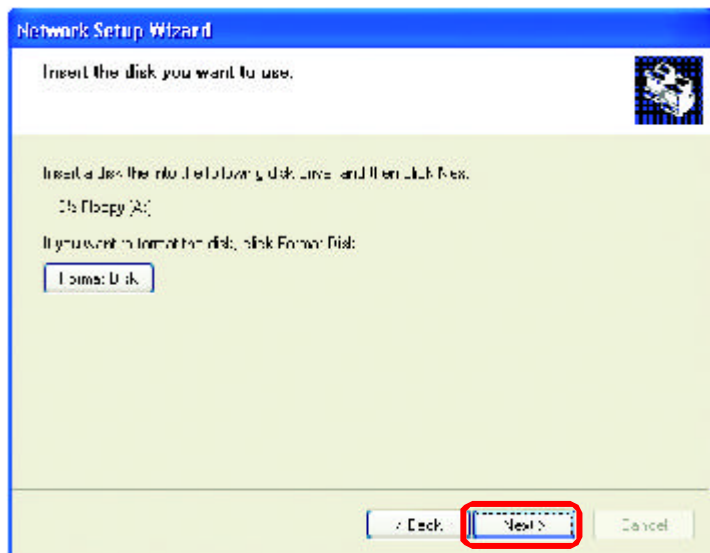 Network Setup Wizard
Insert the disk you want to use.
Insert a disk the into the following disk drive, and then click Next
3½ Floppy (A:)
If you want to format the disk, click Format Disk
Format Disk
< Back
Next >
Cancel